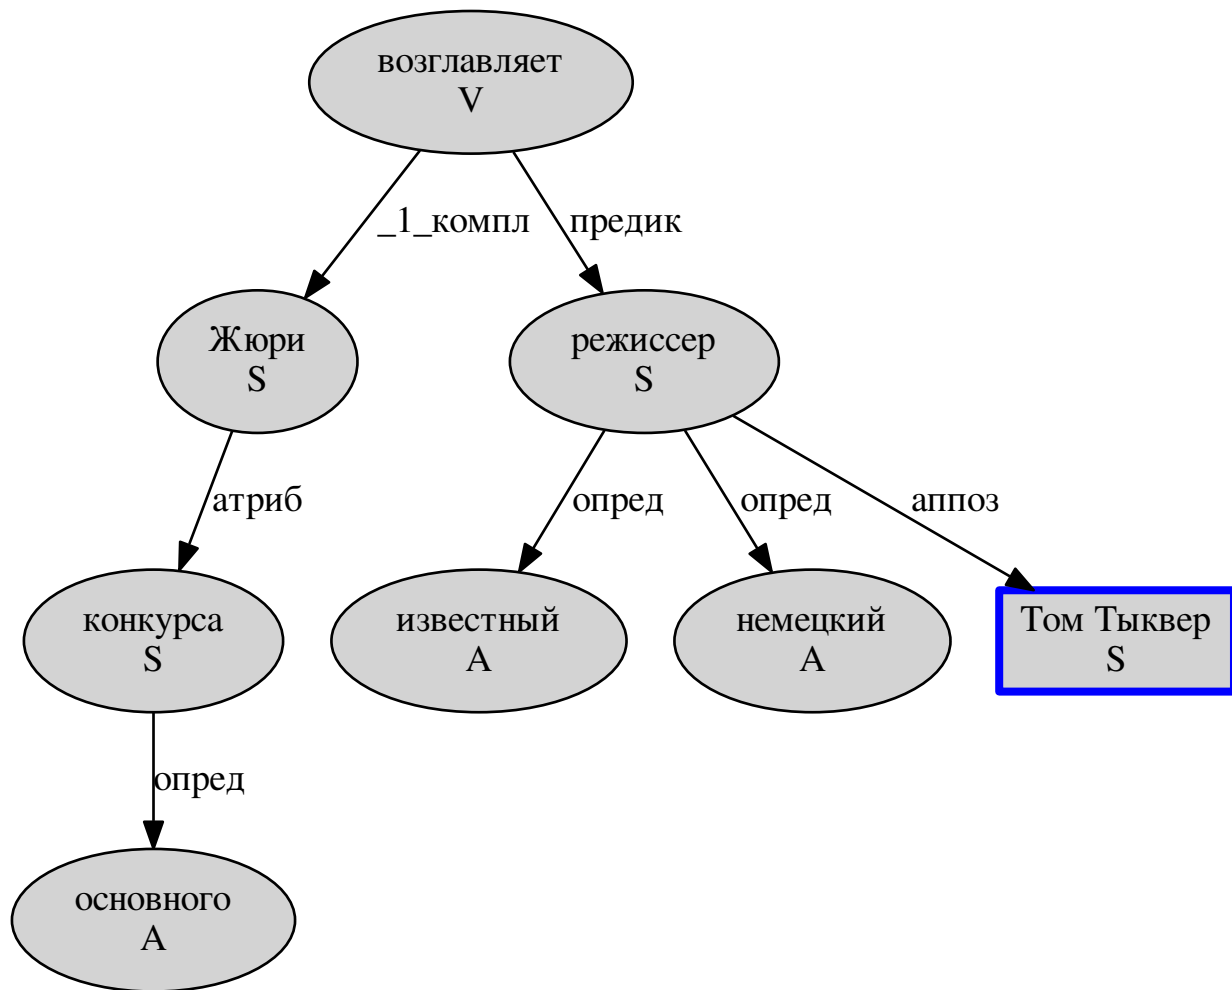 возглавляет
V
_1_компл
предик
Жюри
S
режиссер
S
атриб
опред
опред
аппоз
конкурса
S
известный
A
немецкий
A
Том Тыквер
S
опред
основного
A